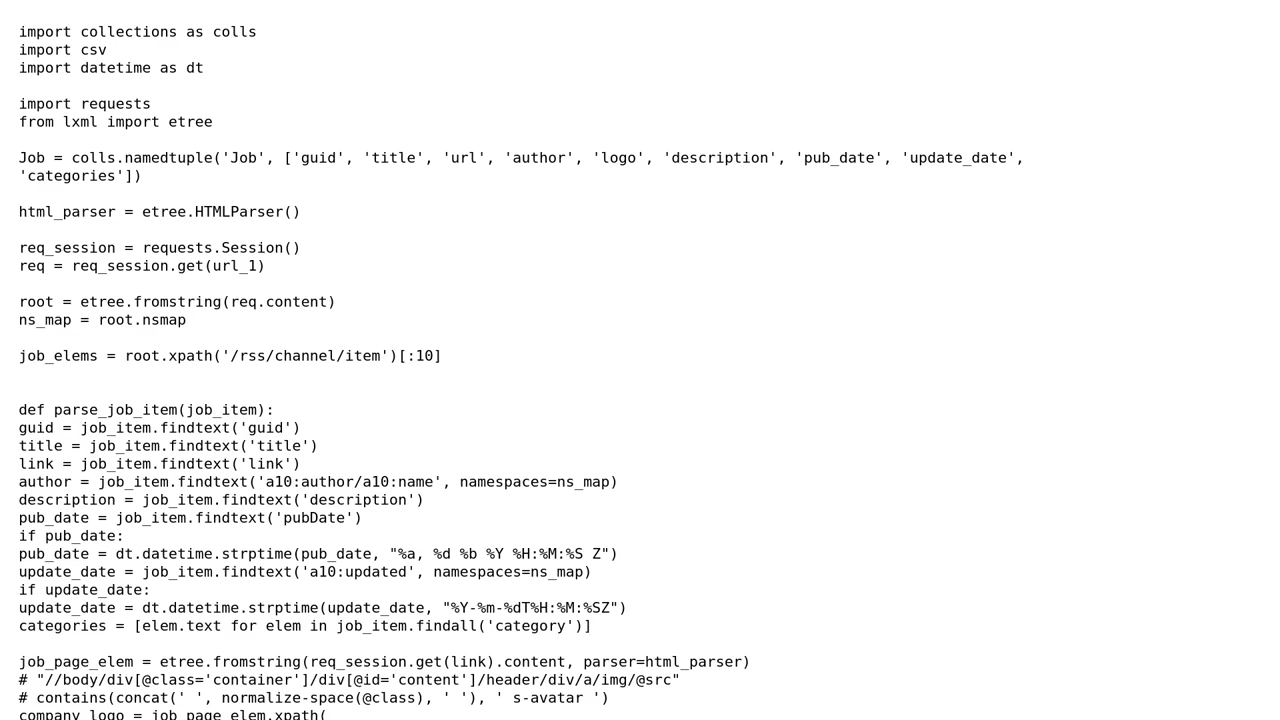 import collections as colls
import csv
import datetime as dt
import requests
from lxml import etree
Job = colls.namedtuple('Job', ['guid', 'title', 'url', 'author', 'logo', 'description', 'pub_date', 'update_date',
'categories'])
html_parser = etree.HTMLParser()
req_session = requests.Session()
req = req_session.get(url_1)
root = etree.fromstring(req.content)
ns_map = root.nsmap
job_elems = root.xpath('/rss/channel/item')[:10]
def parse_job_item(job_item):
guid = job_item.findtext('guid')
title = job_item.findtext('title')
link = job_item.findtext('link')
author = job_item.findtext('a10:author/a10:name', namespaces=ns_map)
description = job_item.findtext('description')
pub_date = job_item.findtext('pubDate')
if pub_date:
pub_date = dt.datetime.strptime(pub_date, "%a, %d %b %Y %H:%M:%S Z")
update_date = job_item.findtext('a10:updated', namespaces=ns_map)
if update_date:
update_date = dt.datetime.strptime(update_date, "%Y-%m-%dT%H:%M:%SZ")
categories = [elem.text for elem in job_item.findall('category')]
job_page_elem = etree.fromstring(req_session.get(link).content, parser=html_parser)
# "//body/div[@class='container']/div[@id='content']/header/div/a/img/@src"
# contains(concat(' ', normalize-space(@class), ' '), ' s-avatar ')
company_logo = job_page_elem.xpath(